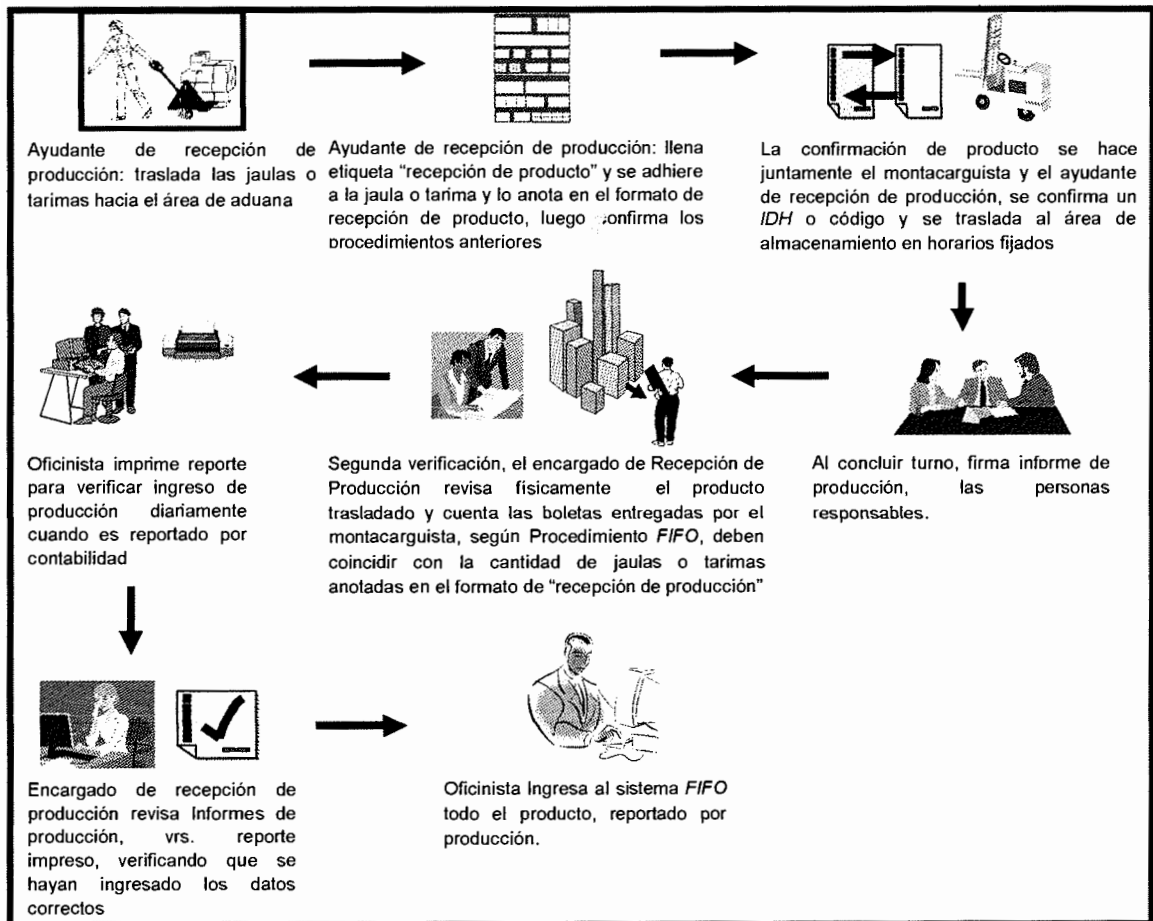 Ayudante de recepción de
producción: traslada las jaulas o
tarimas hacia el área de aduana
Ayudante de recepción de producción: llena
etiqueta “recepción de producto” y se adhiere
a la jaula o tarima y lo anota en el formato de
recepción de producto, luego confirma los
procedimientos anteriores
La confirmación de producto se hace
juntamente el montacarguista y el ayudante
de recepción de producción, se confirma un
IDH o código y se traslada al área de
almacenamiento en horarios fijados
Al concluir turno, firma informe de
producción, las personas
responsables.
Segunda verificación, el encargado de Recepción de
Producción revisa físicamente el producto
trasladado y cuenta las boletas entregadas por el
montacarguista, según Procedimiento FIFO, deben
coincidir con la cantidad de jaulas o tarimas
anotadas en el formato de “recepción de producción”
Oficinista imprime reporte
para verificar ingreso de
producción diariamente
cuando es reportado por
contabilidad
Encargado de recepción de
producción revisa Informes de
producción, vrs. reporte
impreso, verificando que se
hayan ingresado los datos
correctos
Oficinista Ingresa al sistema FIFO
todo el producto, reportado por
producción.